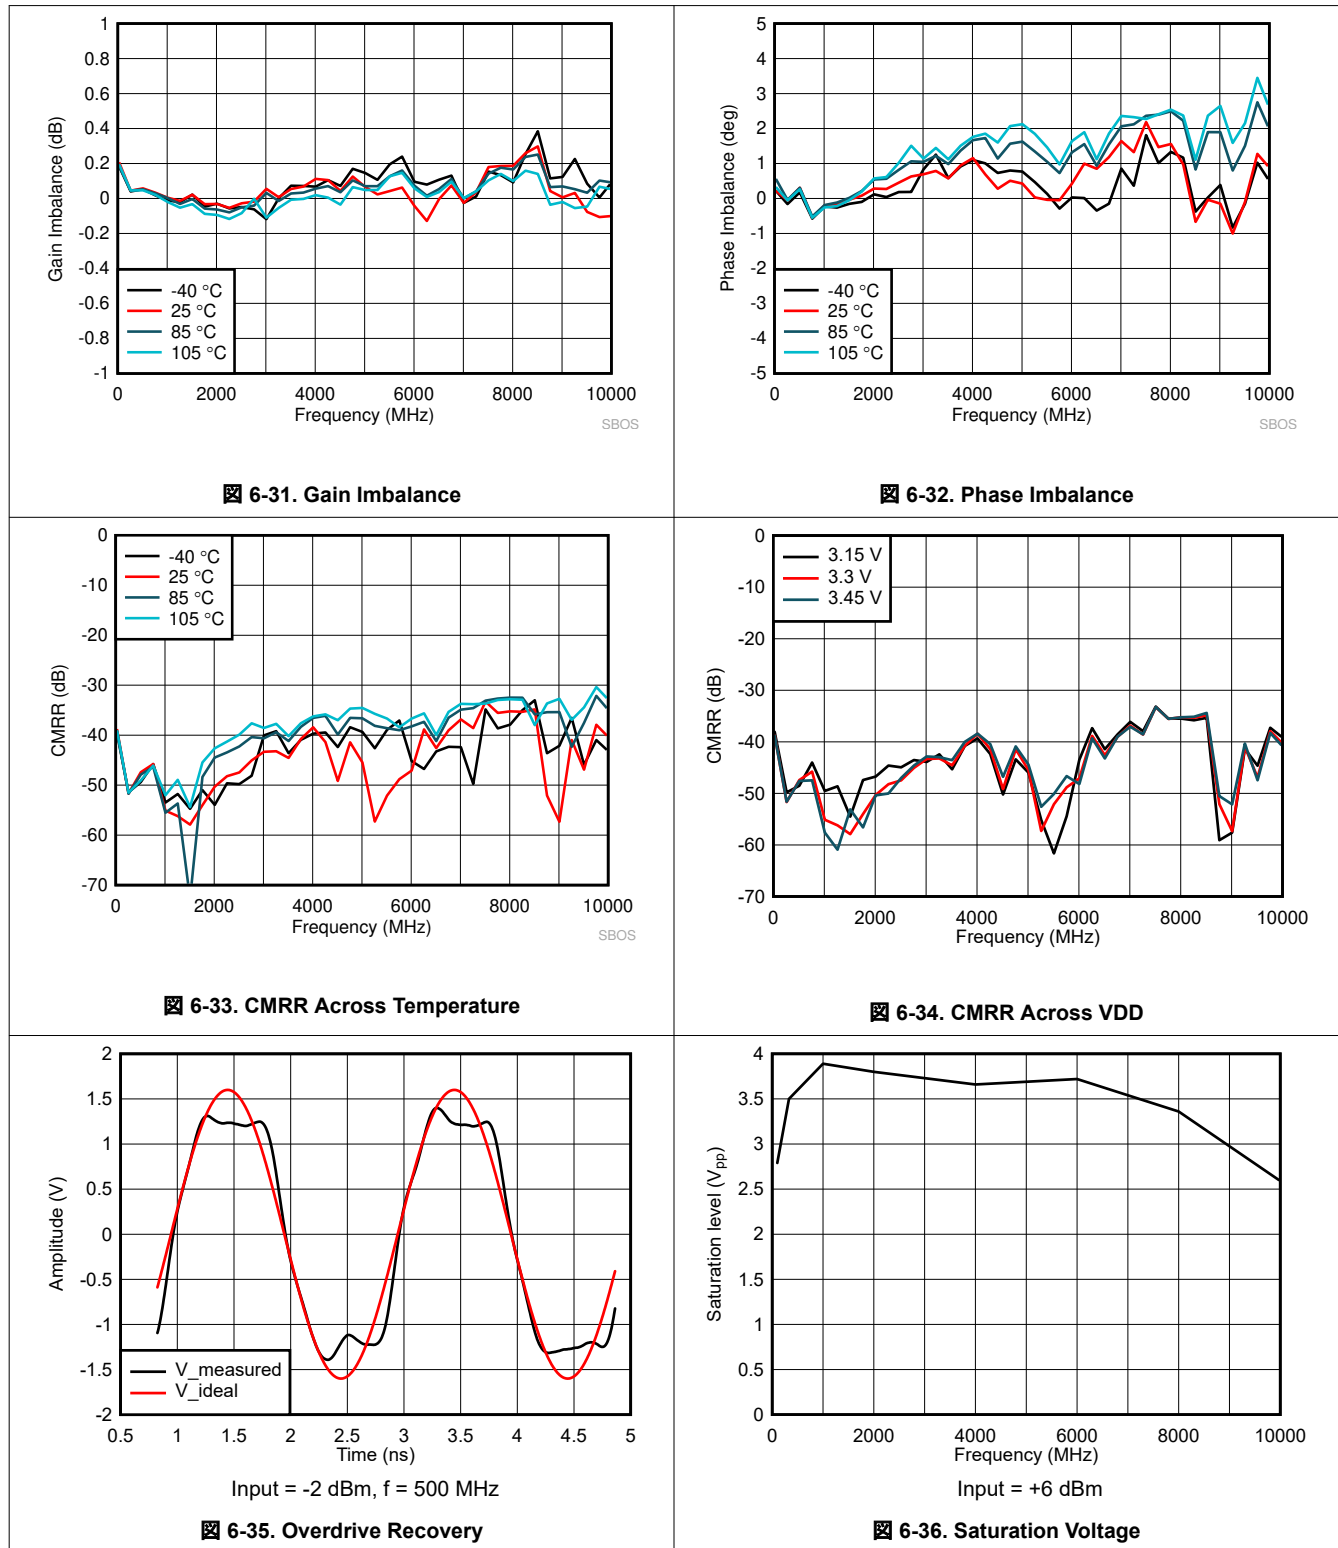 1
0.8
0.6
0.4
0.2
0
-0.2
-0.4
-0.6
-0.8
-1
Gain Imbalance (dB)
-40 °C
25 °C
85 °C
105 °C
0 2000 4000 6000 8000 10000
Frequency (MHz)
SBOS
図 6-31. Gain Imbalance
5
4
3
2
1
0
-1
-2
-3
-4
-5
Phase Imbalance (deg)
-40 °C
25 °C
85 °C
105 °C
0 2000 4000 6000 8000 10000
Frequency (MHz)
SBOS
図 6-32. Phase Imbalance
0
-10
-20
-30
-40
-50
-60
-70
CMRR (dB)
-40 °C
25 °C
85 °C
105 °C
0 2000 4000 6000 8000 10000
Frequency (MHz)
SBOS
図 6-33. CMRR Across Temperature
0
-10
-20
-30
-40
-50
-60
-70
CMRR (dB)
3.15 V
3.3 V
3.45 V
0 2000 4000 6000 8000 10000
Frequency (MHz)
図 6-34. CMRR Across VDD
2
1.5
1
0.5
0
-0.5
-1
-1.5
-2
Amplitude (V)
V_measured
V_ideal
0.5 1 1.5 2 2.5 3 3.5 4 4.5 5
Time (ns)
Input = -2 dBm, f = 500 MHz
図 6-35. Overdrive Recovery
4
3.5
3
2.5
2
1.5
1
0.5
0
Saturation level (Vpp)
0 2000 4000 6000 8000 10000
Frequency (MHz)
Input = +6 dBm
図 6-36. Saturation Voltage